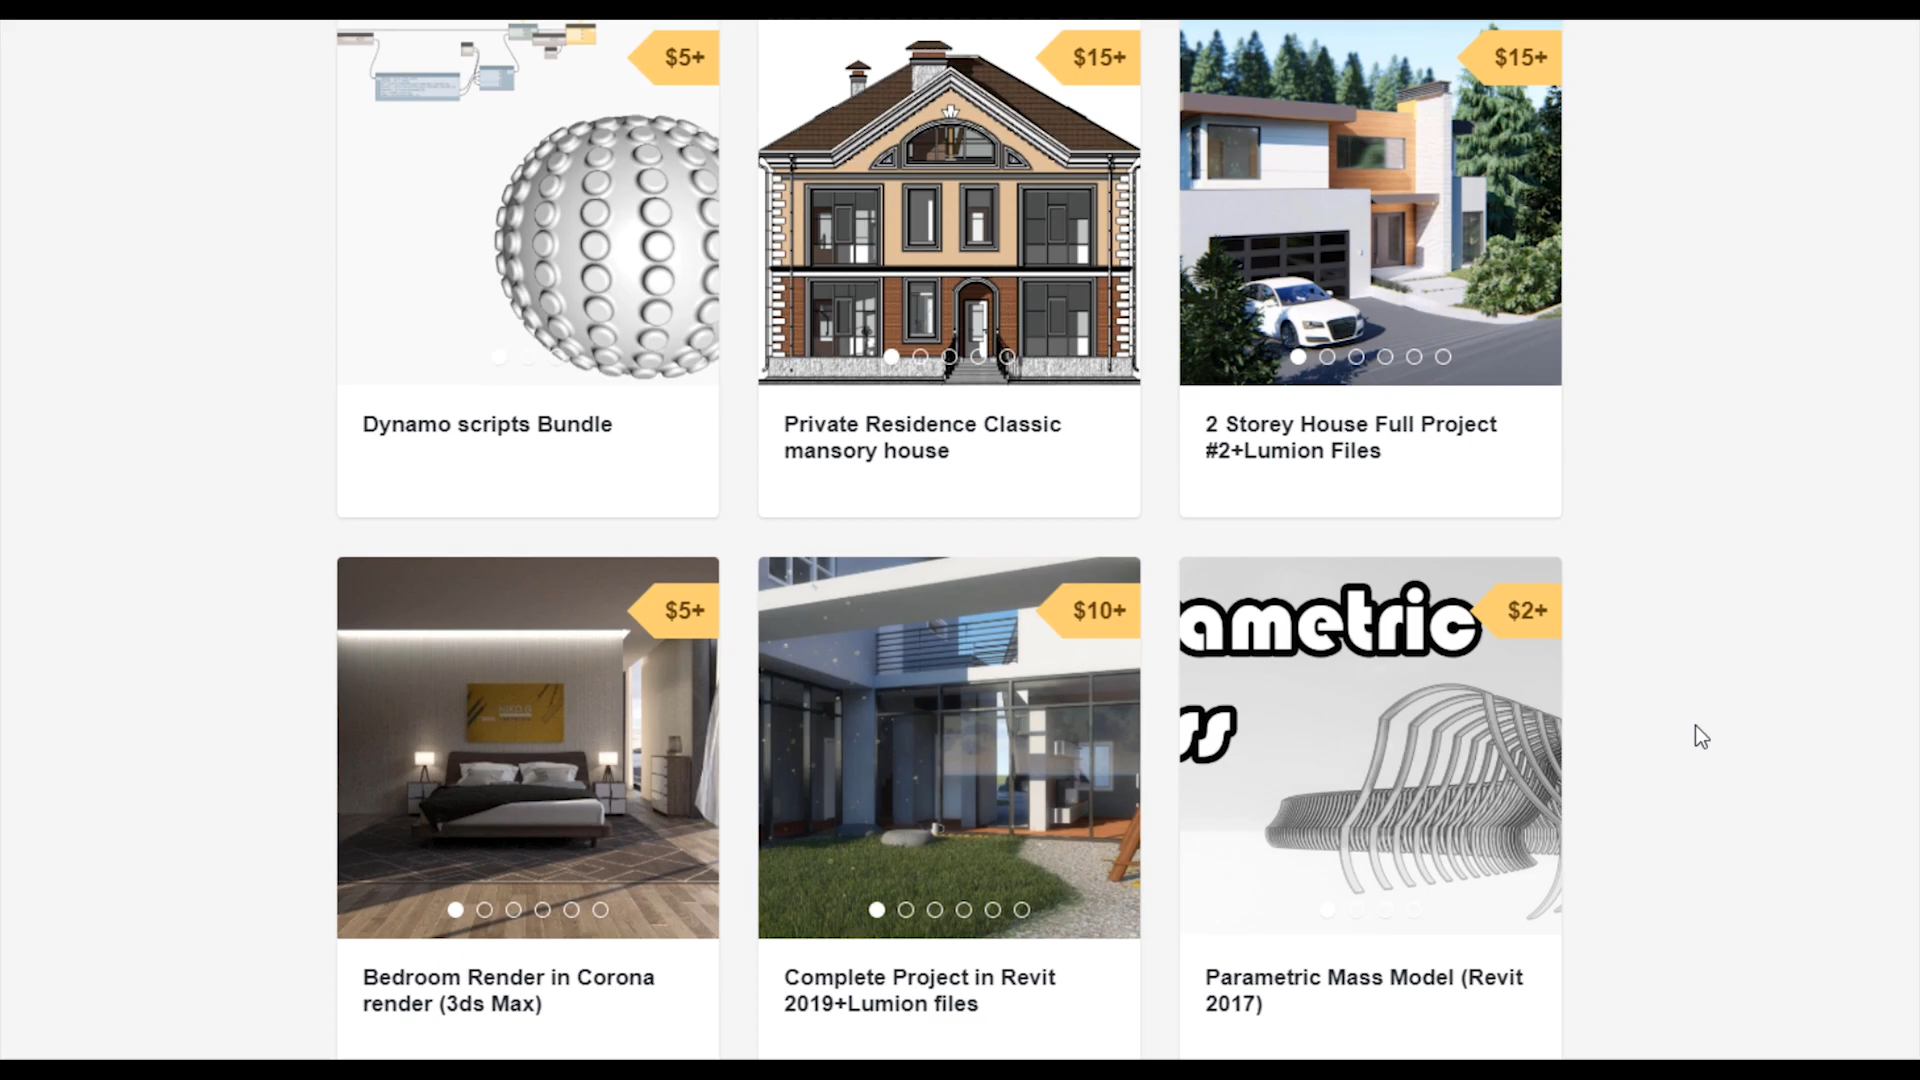 $5+
$15+
$15+
Dynamo scripts Bundle
Private Residence Classic
mansory house
2 Storey House Full Project
#2+Lumion Files
$5+
$10+
ametric
$2+
NIKO.G
Bedroom Render in Corona
render (3ds Max)
Complete Project in Revit
2019+Lumion files
Parametric Mass Model (Revit
2017)